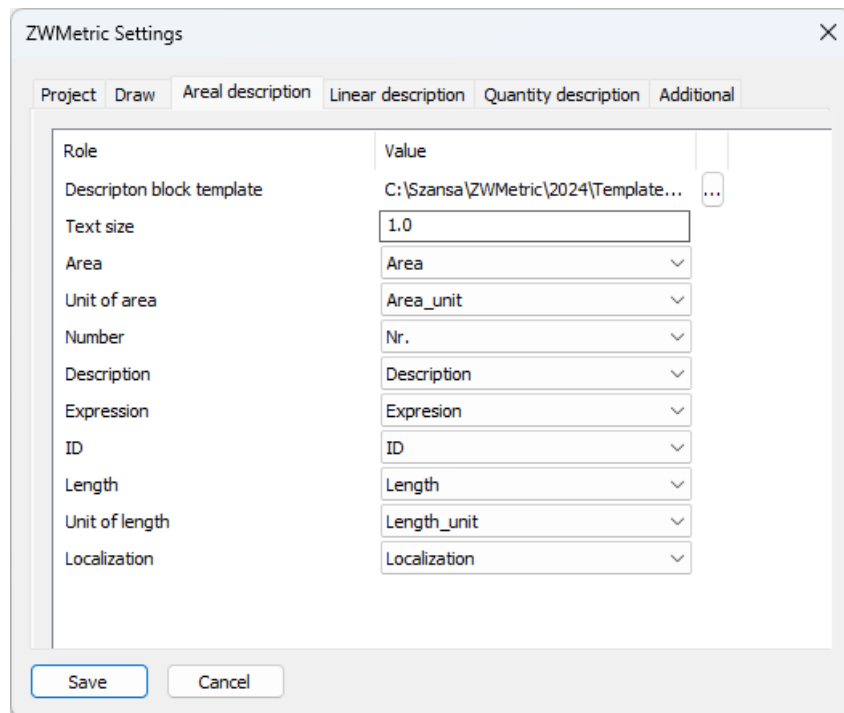 ZWMetric Settings
Project Draw Areal description Linear description Quantity description Additional
Role Value
Descripton block template C:\Szansa\ZWMetric\2024\Template... ...
Text size 1.0
Area Area
Unit of area Area_unit
Number Nr.
Description Description
Expression Expresion
ID ID
Length Length
Unit of length Length_unit
Localization Localization
Save Cancel